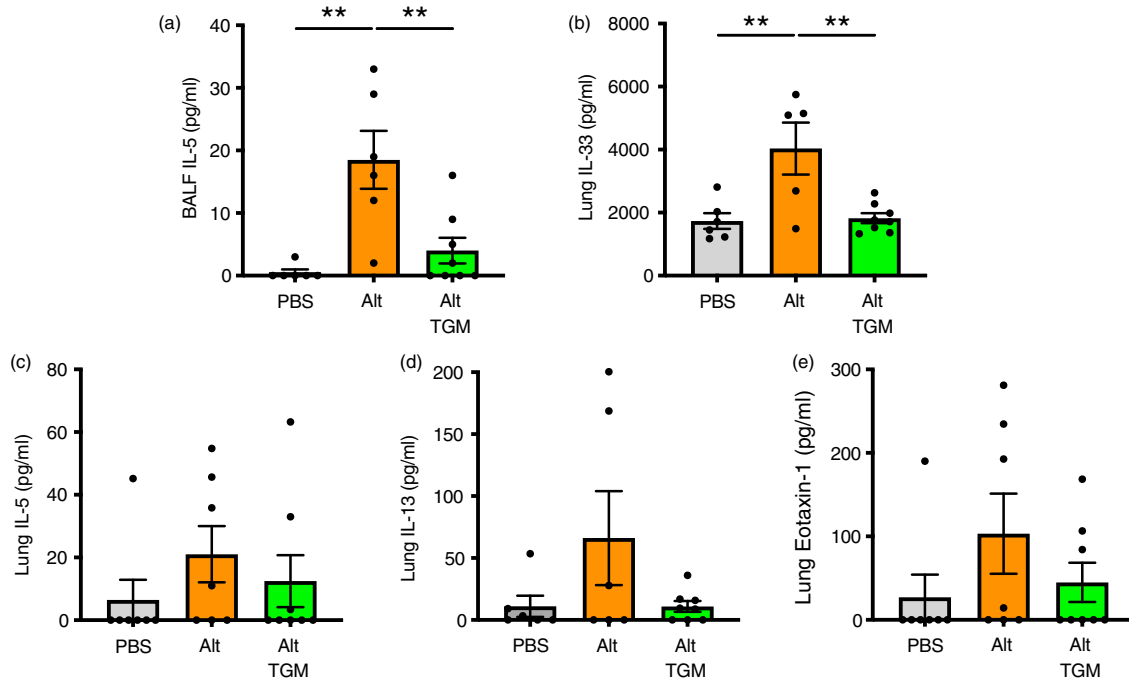 (a)
** **
BALF IL-5 (pg/ml)
40
30
20
10
0
PBS Alt Alt
TGM
(b)
** **
Lung IL-33 (pg/ml)
8000
6000
4000
2000
0
PBS Alt Alt
TGM
(c)
Lung IL-5 (pg/ml)
80
60
40
20
0
PBS Alt Alt
TGM
(d)
Lung IL-13 (pg/ml)
200
150
100
50
0
PBS Alt Alt
TGM
(e)
Lung Eotaxin-1 (pg/ml)
300
200
100
0
PBS Alt Alt
TGM